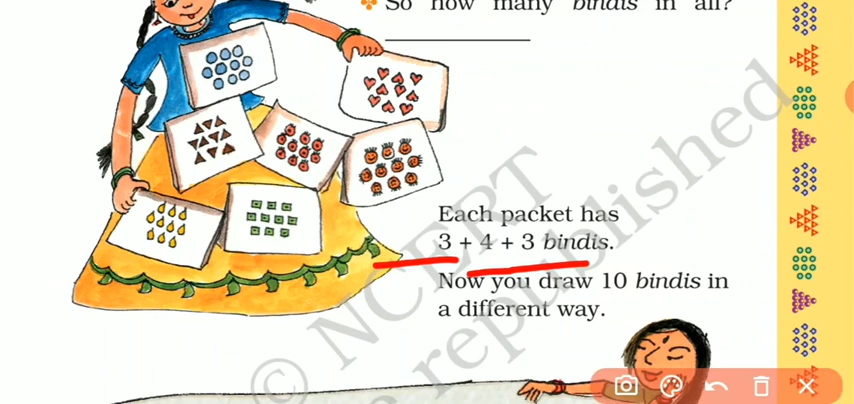 So how many bindis in all?
Each packet has
3 + 4 + 3 bindis.
Now you draw 10 bindis in
a different way.
© NCERT
republished